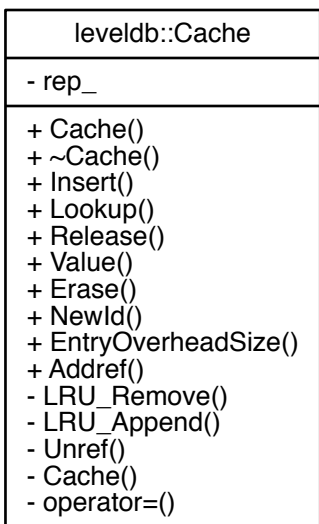 leveldb::Cache
- rep_
+ Cache()
+ ~Cache()
+ Insert()
+ Lookup()
+ Release()
+ Value()
+ Erase()
+ NewId()
+ EntryOverheadSize()
+ Addref()
- LRU_Remove()
- LRU_Append()
- Unref()
- Cache()
- operator=()